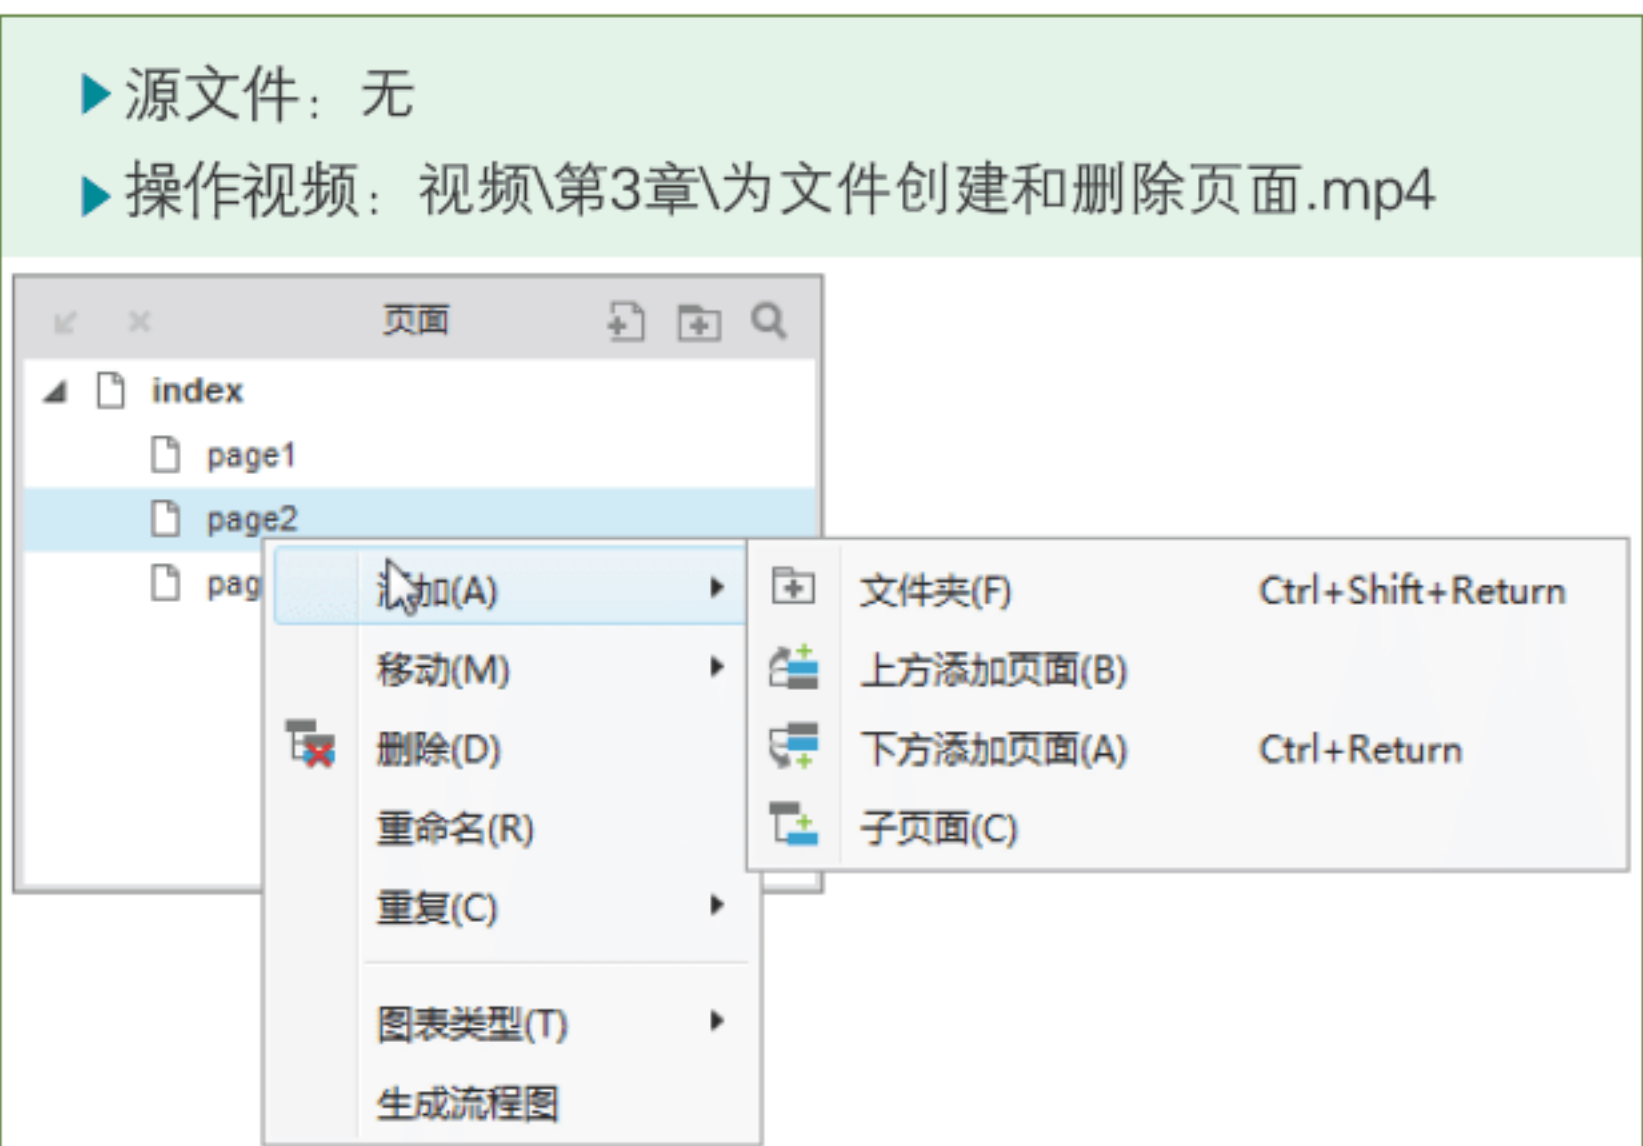 源文件：无
操作视频：视频\第3章\为文件创建和删除页面.mp4
页面
index
page1
page2
pag
加(A)
文件夹(F) Ctrl+Shift+Return
移动(M)
上方添加页面(B)
删除(D)
下方添加页面(A) Ctrl+Return
重命名(R)
子页面(C)
重复(C)
图表类型(T)
生成流程图